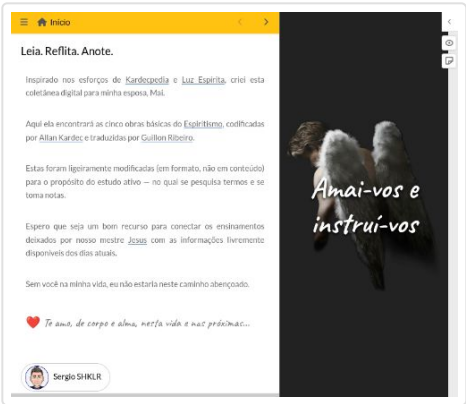 Início
Leia. Reflita. Anote.
Inspirado nos esforços de Kardecpedia e Luz Espírita, criei esta
coletânea digital para minha esposa, Mai.
Aqui ela encontrará as cinco obras básicas do Espiritismo, codificadas
por Allan Kardec e traduzidas por Guillon Ribeiro.
Estas foram ligeiramente modificadas (em formato, não em conteúdo)
para o propósito do estudo ativo — no qual se pesquisa termos e se
toma notas.
Espero que seja um bom recurso para conectar os ensinamentos
deixados por nosso mestre Jesus com as informações livremente
disponíveis dos dias atuais.
Sem você na minha vida, eu não estaria neste caminho abençoado.
Te amo, de corpo e alma, nesta vida e nas próximas...
Sergio SHKLR
Amai-vos e
instruí-vos